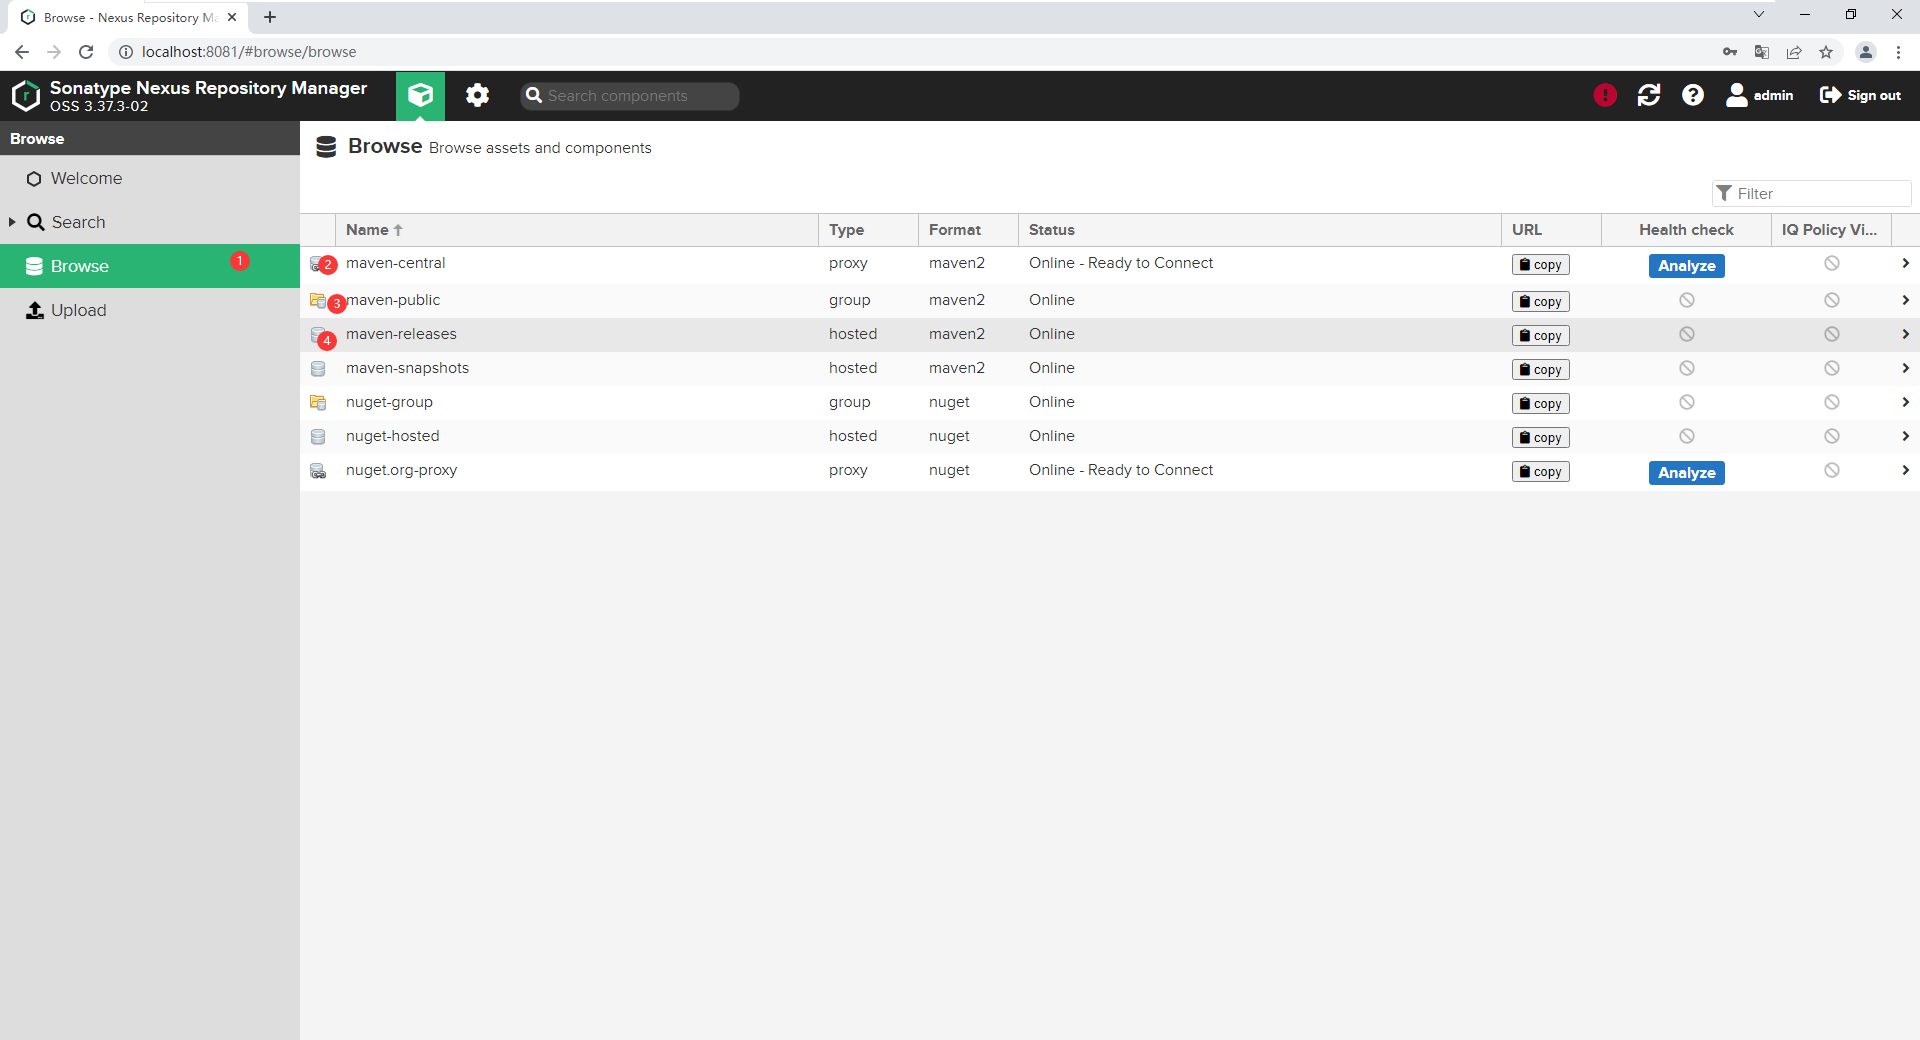 Browse - Nexus Repository Ma
localhost:8081/#browse/browse
Sonatype Nexus Repository Manager
OSS 3.37.3-02
Search components
admin
Sign out
Browse
Welcome
Search
Browse 1
Upload
Browse Browse assets and components
Filter
Name Type Format Status URL Health check IQ Policy Vi...
2 maven-central proxy maven2 Online - Ready to Connect copy Analyze
3 maven-public group maven2 Online copy
4 maven-releases hosted maven2 Online copy
maven-snapshots hosted maven2 Online copy
nuget-group group nuget Online copy
nuget-hosted hosted nuget Online copy
nuget.org-proxy proxy nuget Online - Ready to Connect copy Analyze